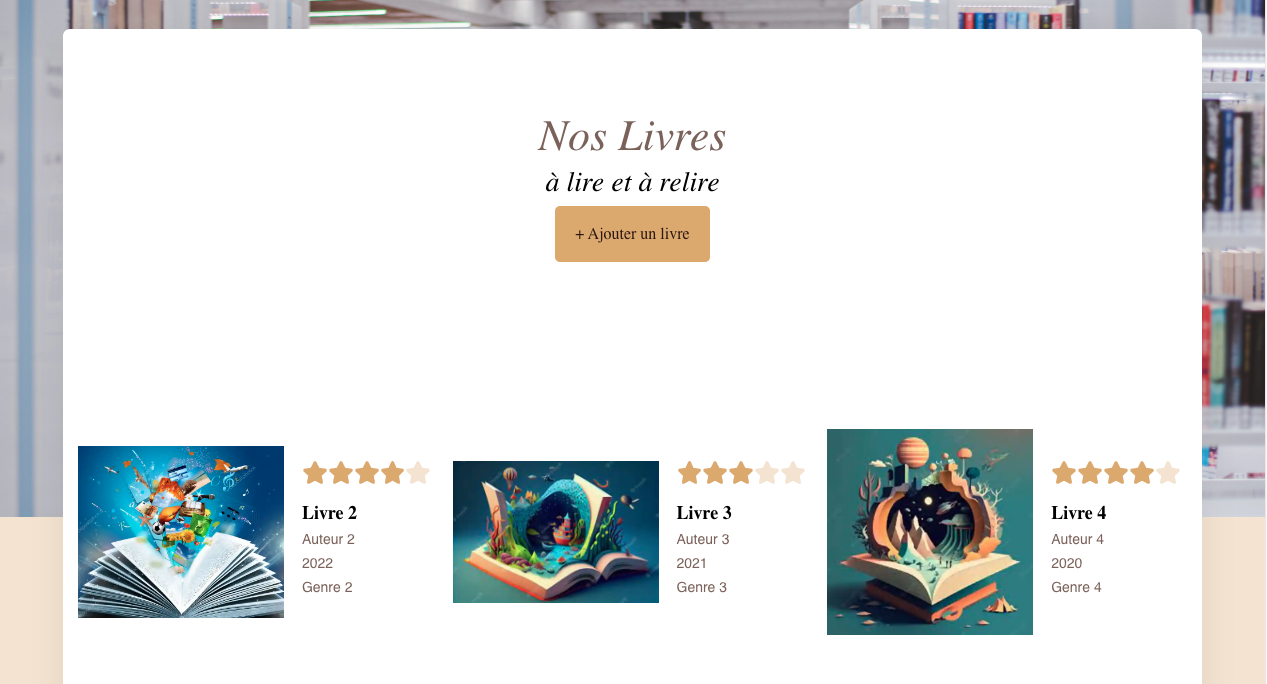 Nos Livres
à lire et à relire
+ Ajouter un livre
Livre 2
Auteur 2
2022
Genre 2
Livre 3
Auteur 3
2021
Genre 3
Livre 4
Auteur 4
2020
Genre 4